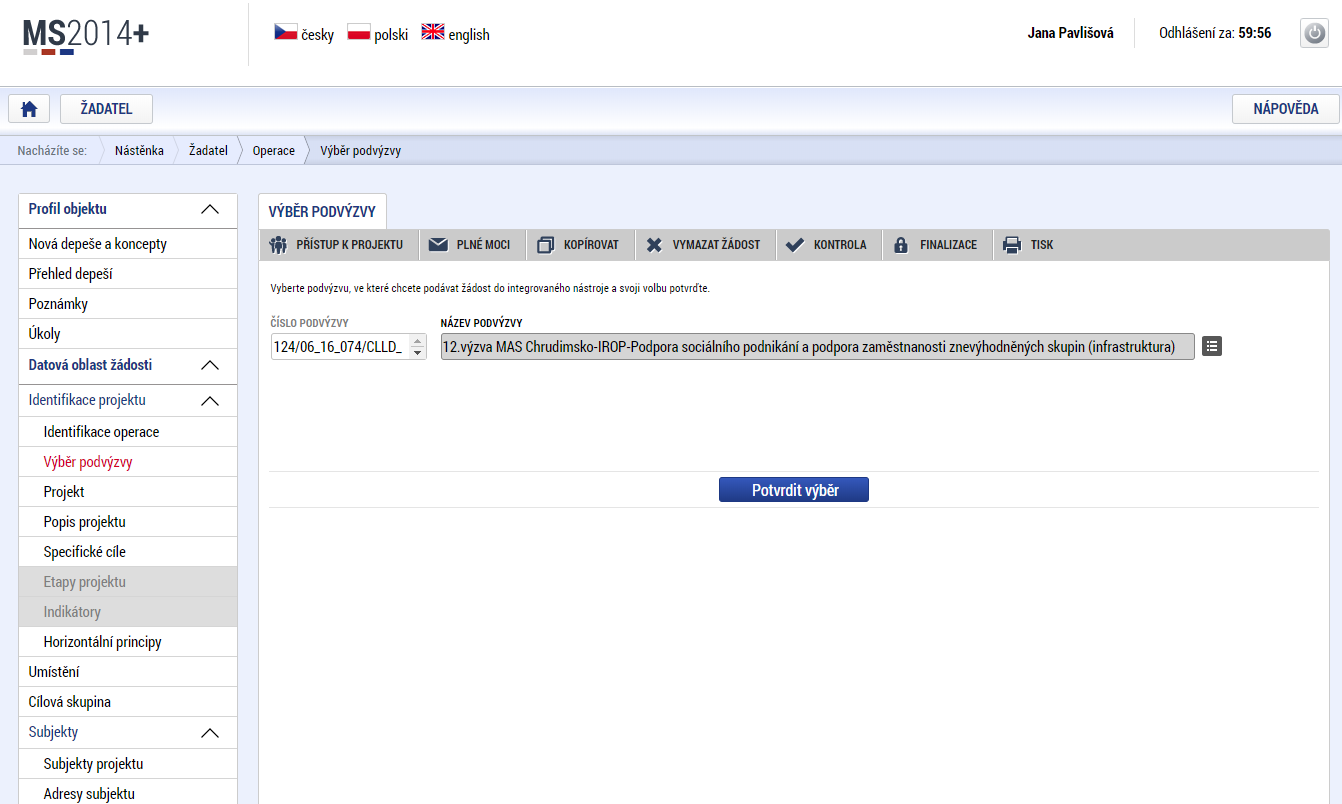 MS2014+
česky polski english
Jana Pavlišová
Odhlášení za: 59:56
ŽADATEL
NÁPOVĚDA
Nacházíte se: Nástěnka Žadatel Operace Výběr podvýzvy
Profil objektu
Nová depeše a koncepty
Přehled depeší
Poznámky
Úkoly
Datová oblast žádosti
Identifikace projektu
Identifikace operace
Výběr podvýzvy
Projekt
Popis projektu
Specifické cíle
Etapy projektu
Indikátory
Horizontální principy
Umístění
Cílová skupina
Subjekty
Subjekty projektu
Adresy subjektu
VÝBĚR PODVÝZVY
PŘÍSTUP K PROJEKTU PLNÉ MOCI KOPÍROVAT VYMAZAT ŽÁDOST KONTROLA FINALIZACE TISK
Vyberte podvýzvu, ve které chcete podávat žádost do integrovaného nástroje a svoji volbu potvrďte.
ČÍSLO PODVÝZVY NÁZEV PODVÝZVY
124/06_16_074/CLLD_ 12.výzva MAS Chrudimsko-IROP-Podpora sociálního podnikání a podpora zaměstnanosti znevýhodněných skupin (infrastruktura)
Potvrdit výběr